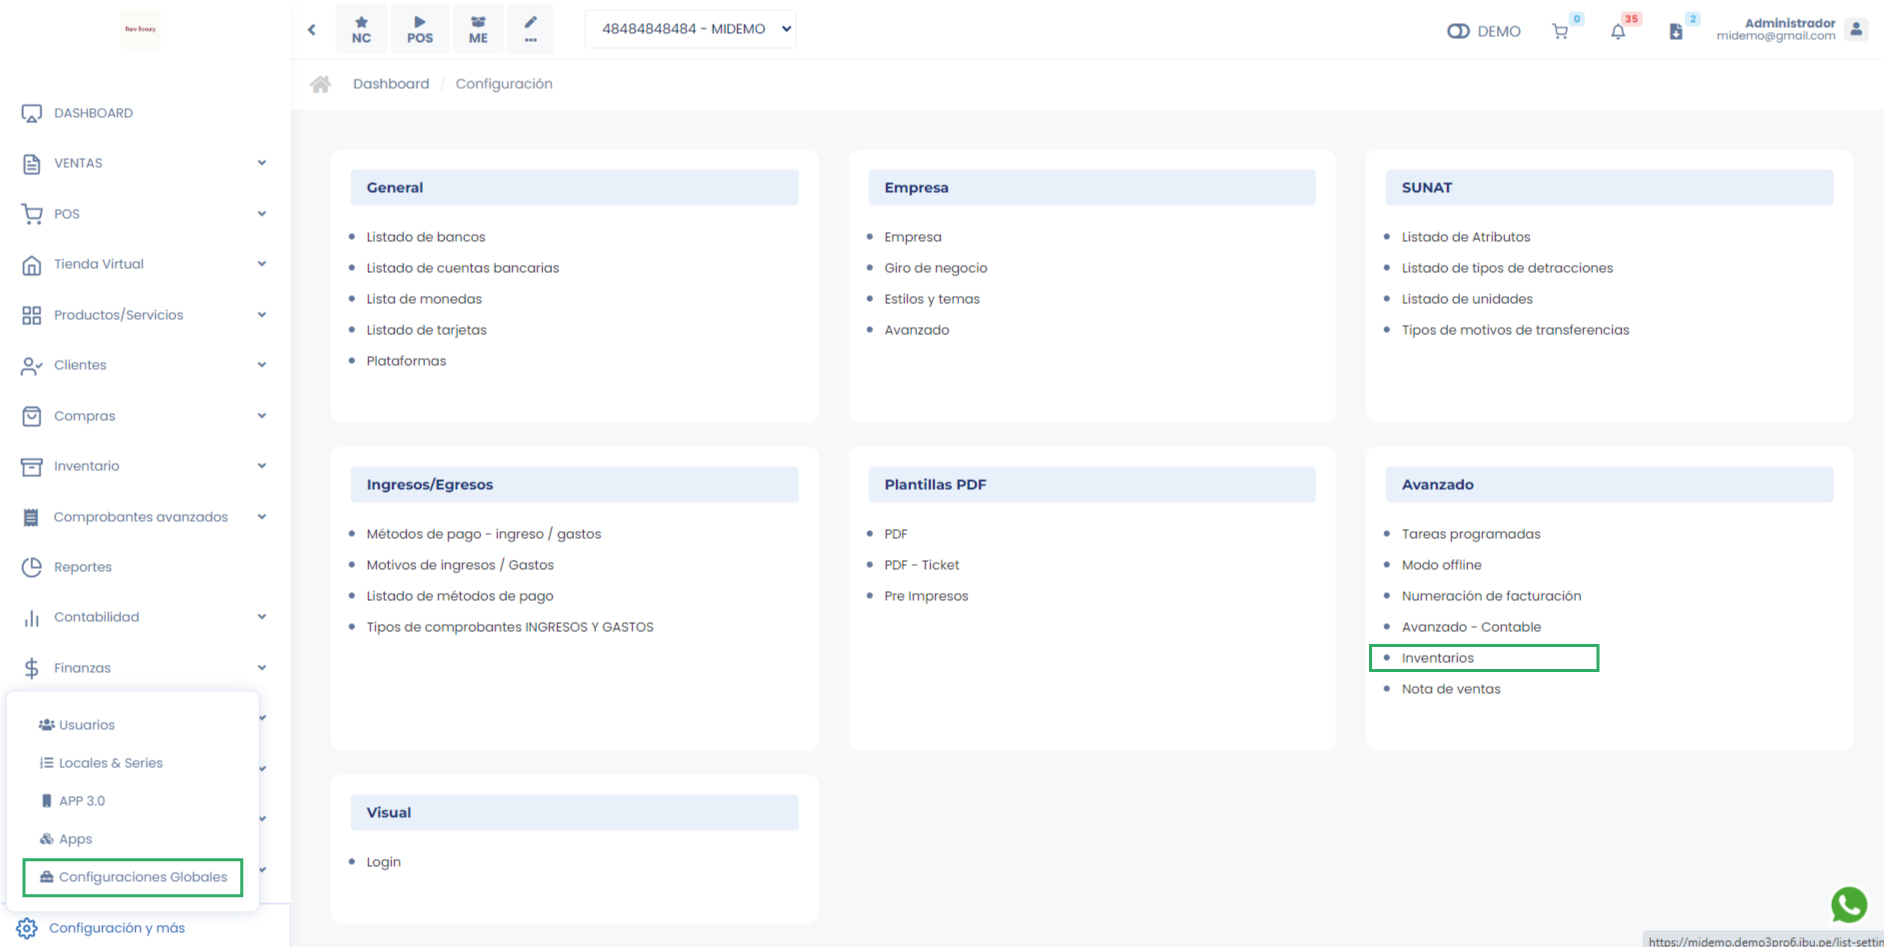 Rare Beauty
NC
POS
ME
...
48484848484 - MIDEMO
DEMO
0
35
2
Administrador
midemo@gmail.com
Dashboard / Configuración
DASHBOARD
VENTAS
POS
Tienda Virtual
Productos/Servicios
Clientes
Compras
Inventario
Comprobantes avanzados
Reportes
Contabilidad
Finanzas
Usuarios
Locales & Series
APP 3.0
Apps
Configuraciones Globales
Configuración y más
General
Listado de bancos
Listado de cuentas bancarias
Lista de monedas
Listado de tarjetas
Plataformas
Empresa
Empresa
Giro de negocio
Estilos y temas
Avanzado
SUNAT
Listado de Atributos
Listado de tipos de detracciones
Listado de unidades
Tipos de motivos de transferencias
Ingresos/Egresos
Métodos de pago - ingreso / gastos
Motivos de ingresos / Gastos
Listado de métodos de pago
Tipos de comprobantes INGRESOS Y GASTOS
Plantillas PDF
PDF
PDF - Ticket
Pre Impresos
Avanzado
Tareas programadas
Modo offline
Numeración de facturación
Avanzado - Contable
Inventarios
Nota de ventas
Visual
Login
https://midemo.demo3pro6.ibu.pe/list-settin